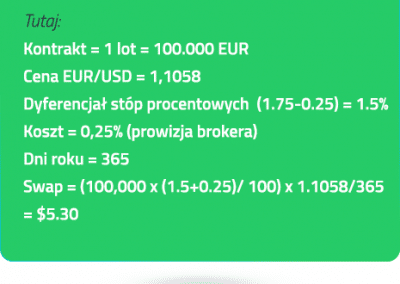 Tutaj:
Kontrakt = 1 lot = 100.000 EUR
Cena EUR/USD = 1,1058
Dyferencjał stóp procentowych (1.75-0.25) = 1.5%
Koszt = 0,25% (prowizja brokera)
Dni roku = 365
Swap = (100,000 x (1.5+0.25)/ 100) x 1.1058/365
= $5.30